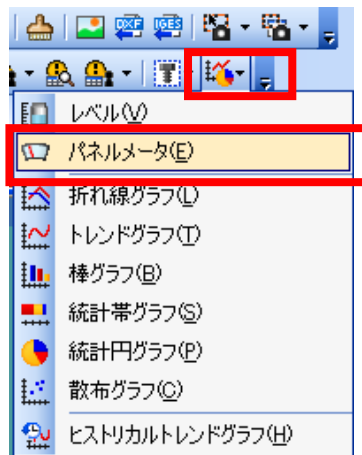 DXF IGES
T
レベル(V)
パネルメータ(E)
折れ線グラフ(L)
トレンドグラフ(T)
棒グラフ(B)
統計帯グラフ(S)
統計円グラフ(P)
散布グラフ(C)
ヒストリカルトレンドグラフ(H)